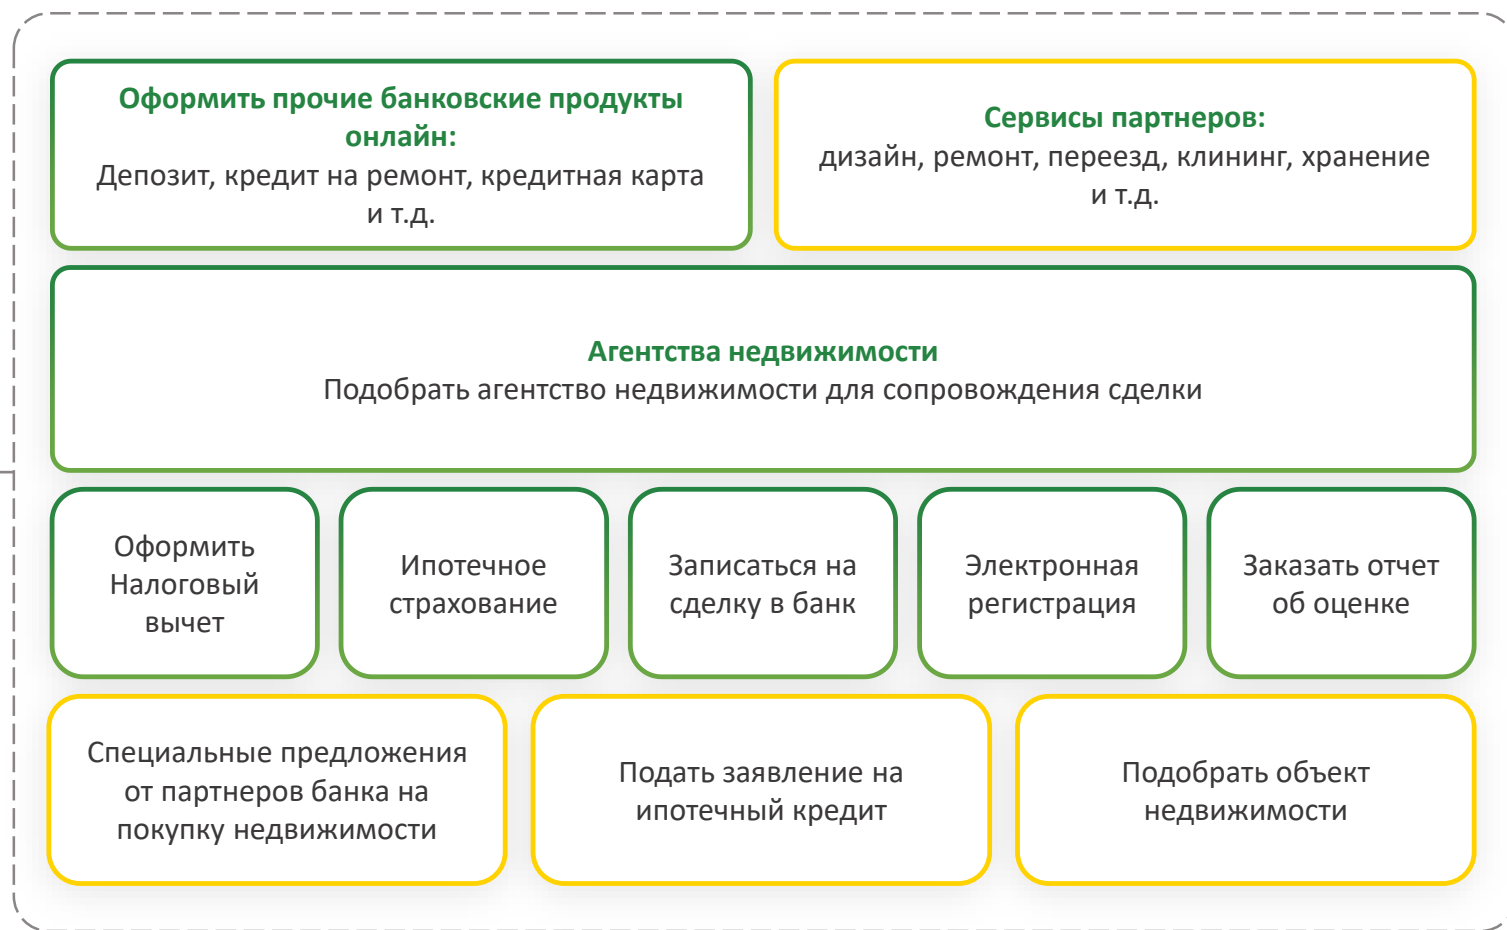 Оформить прочие банковские продукты
онлайн:
Депозит, кредит на ремонт, кредитная карта
и т.д.
Сервисы партнеров:
дизайн, ремонт, переезд, клининг, хранение
и т.д.
Агентства недвижимости
Подобрать агентство недвижимости для сопровождения сделки
Оформить
Налоговый
вычет
Ипотечное
страхование
Записаться на
сделку в банк
Электронная
регистрация
Заказать отчет
об оценке
Специальные предложения
от партнеров банка на
покупку недвижимости
Подать заявление на
ипотечный кредит
Подобрать объект
недвижимости